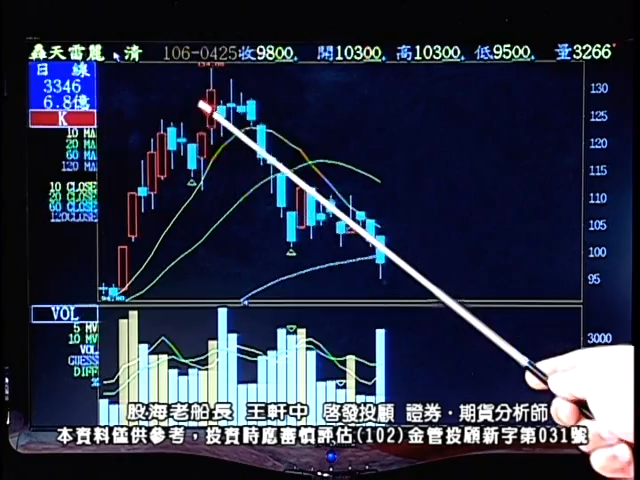 轟天雷麗 清 106-0425收9800 開10300 高10300 低9500 量3266
日 線
3346
6.8億
K
10 MA
20 MA
60 MA
120 MA
10 CLOSE
20 CLOSE
60 CLOSE
120CLOSE
130
125
120
115
110
105
100
95
VOL
5 MV
10 MV
VOL
GUESS
DIFF
3000
股海老船長 王軒中 啓發投顧 證券·期貨分析師
本資料僅供參考，投資時應審慎評估(102)金管投顧新字第031號